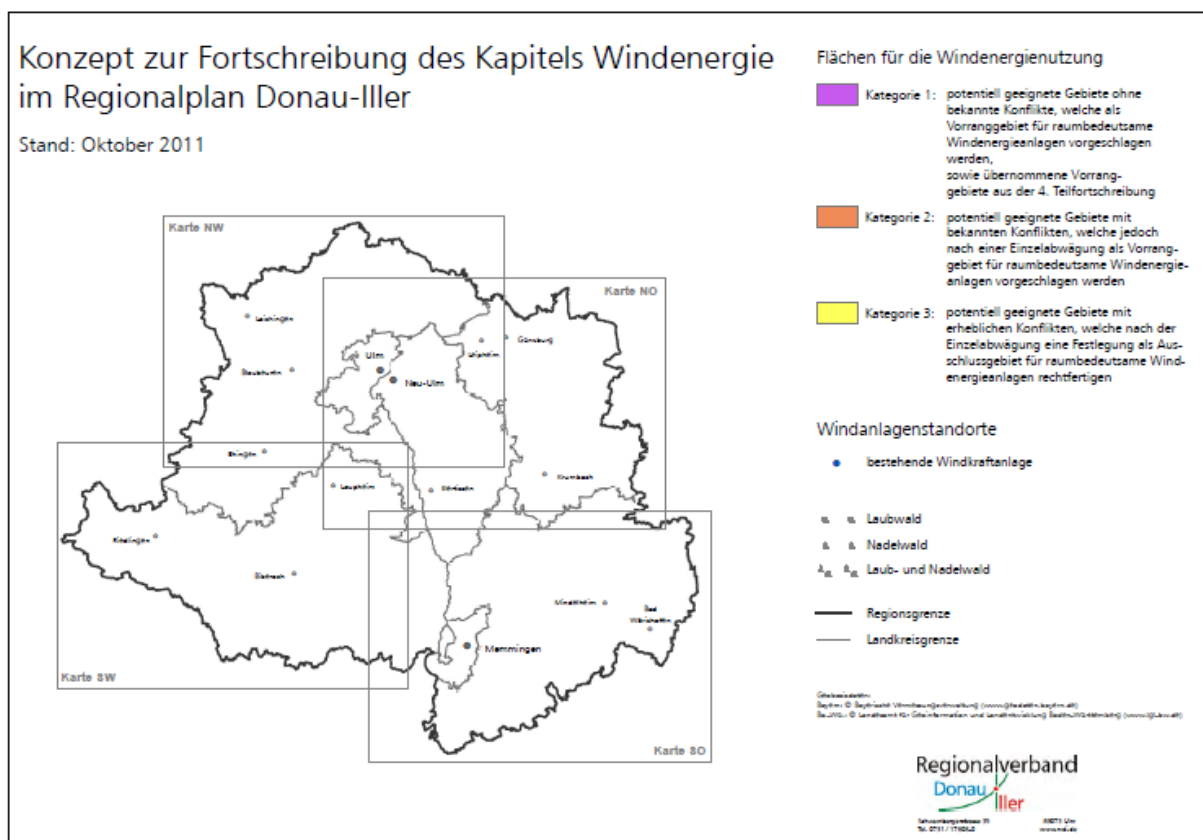 Konzept zur Fortschreibung des Kapitels Windenergie
im Regionalplan Donau-Iller
Stand: Oktober 2011
Karte NW
Karte NO
Laichingen
Ulm
Neu-Ulm
Günzburg
Ehingen
Laupheim
Krumbach
Riedlingen
Biberach
Mindelheim
Bad
Memmingen
Karte SW
Karte SO
Flächen für die Windenergienutzung
Kategorie 1: potentiell geeignete Gebiete ohne
bekannte Konflikte, welche als
Vorranggebiet für raumbedeutsame
Windenergieanlagen vorgeschlagen
werden,
sowie übernommene Vorrang-
gebiete aus der 4. Teilfortschreibung
Kategorie 2: potentiell geeignete Gebiete mit
bekannten Konflikten, welche jedoch
nach einer Einzelabwägung als Vorrang-
gebiet für raumbedeutsame Windenergie-
anlagen vorgeschlagen werden
Kategorie 3: potentiell geeignete Gebiete mit
erheblichen Konflikten, welche nach der
Einzelabwägung eine Festlegung als Aus-
schlussgebiet für raumbedeutsame Wind-
energieanlagen rechtfertigen
Windanlagenstandorte
bestehende Windkraftanlage
Laubwald
Nadelwald
Laub- und Nadelwald
Regionsgrenze
Landkreisgrenze
Regionalverband
Donau
Iller